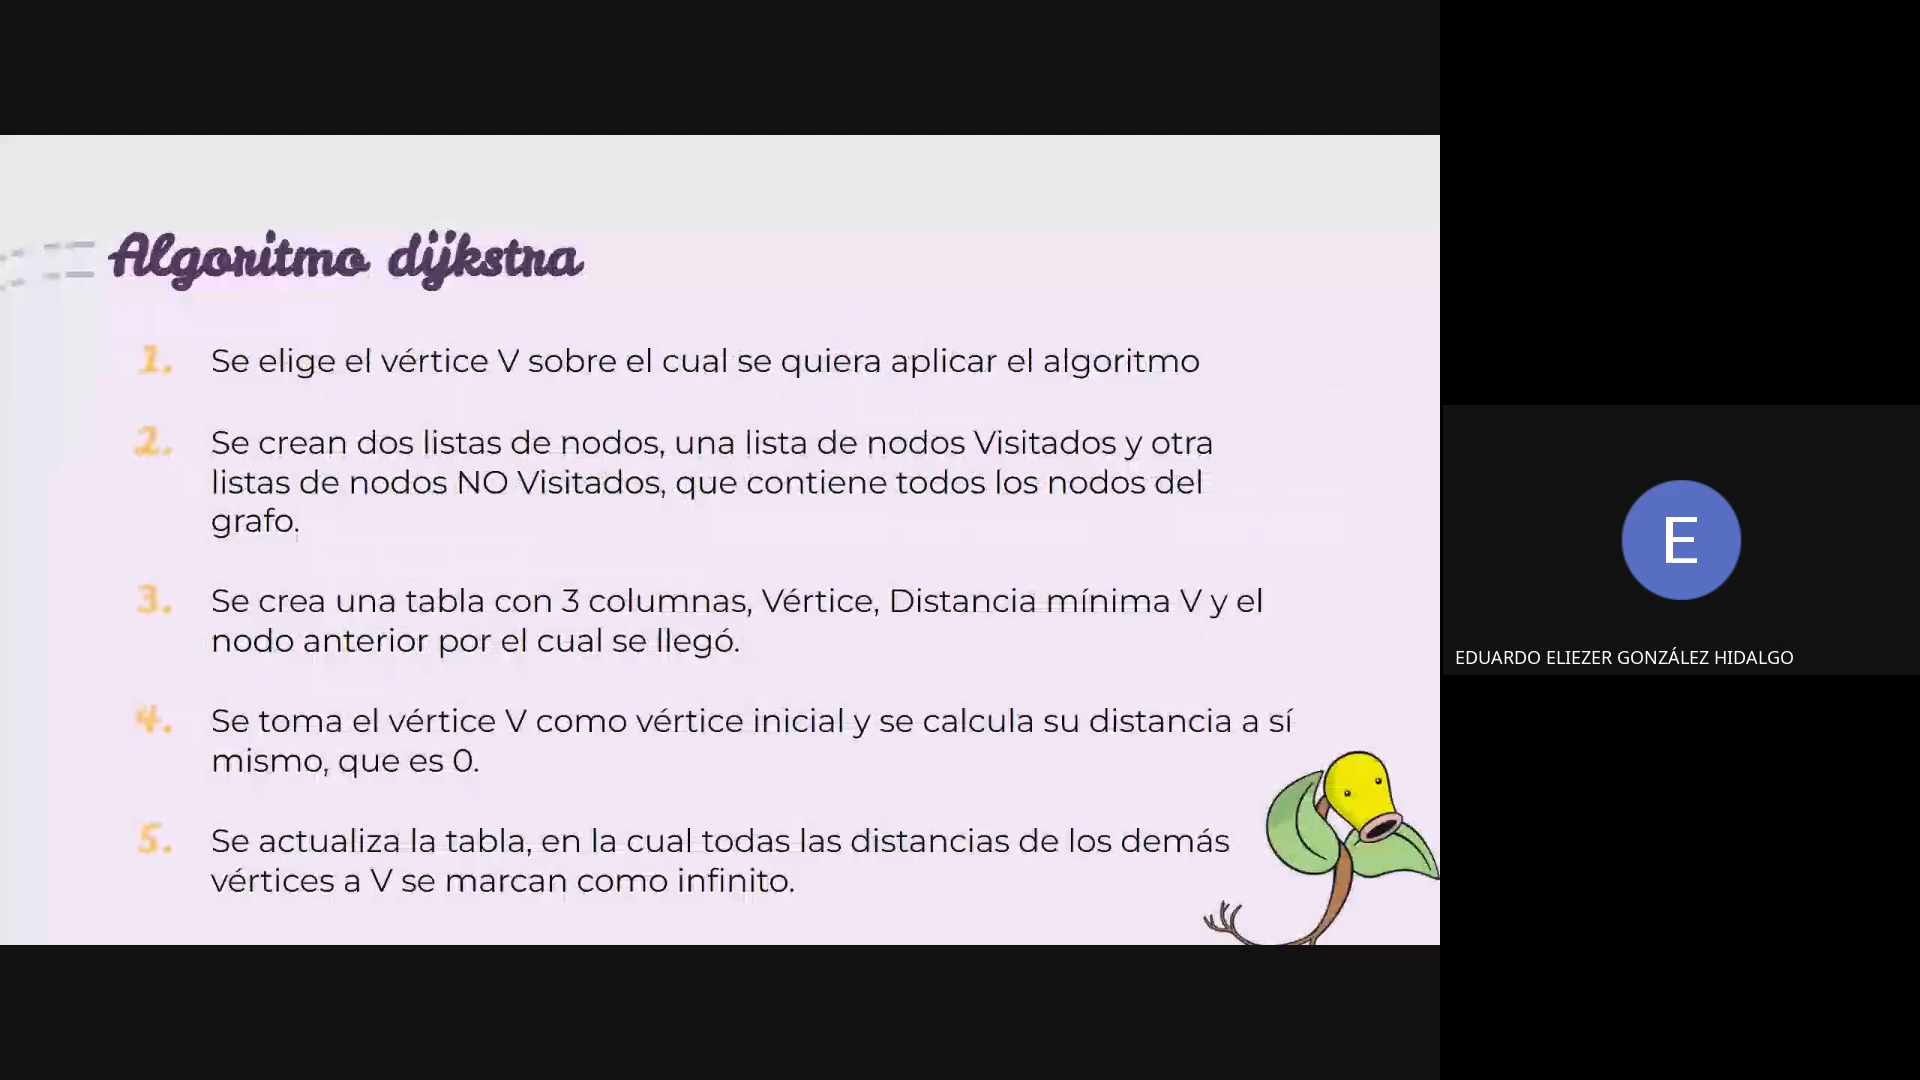 Algoritmo dijkstra
1. Se elige el vértice V sobre el cual se quiera aplicar el algoritmo
2. Se crean dos listas de nodos, una lista de nodos Visitados y otra
listas de nodos NO Visitados, que contiene todos los nodos del
grafo.
3. Se crea una tabla con 3 columnas, Vértice, Distancia mínima V y el
nodo anterior por el cual se llegó.
4. Se toma el vértice V como vértice inicial y se calcula su distancia a sí
mismo, que es 0.
5. Se actualiza la tabla, en la cual todas las distancias de los demás
vértices a V se marcan como infinito.
E
EDUARDO ELIEZER GONZÁLEZ HIDALGO